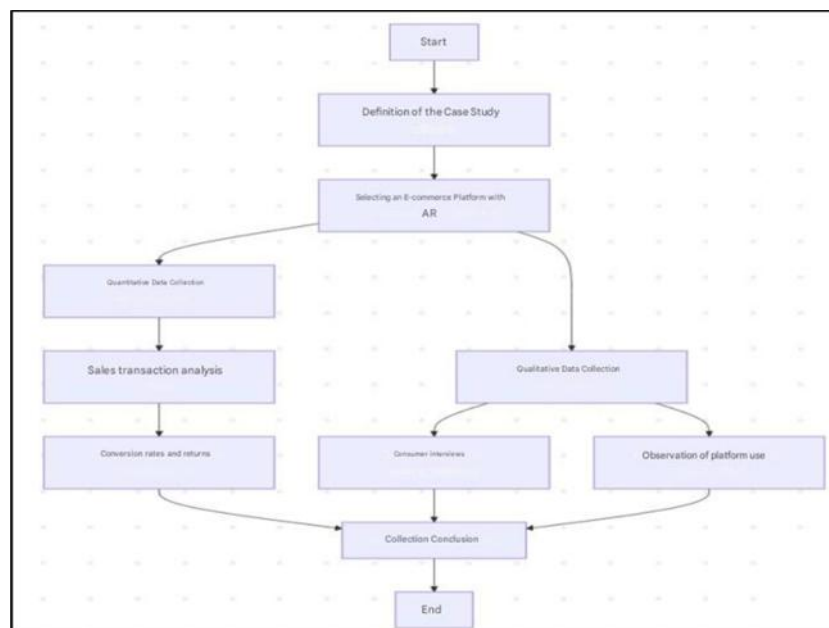 Start
Definition of the Case Study
Selecting an E-commerce Platform with
AR
Quantitative Data Collection
Sales transaction analysis
Qualitative Data Collection
Conversion rates and returns
Consumer interviews
Observation of platform use
Collection Conclusion
End